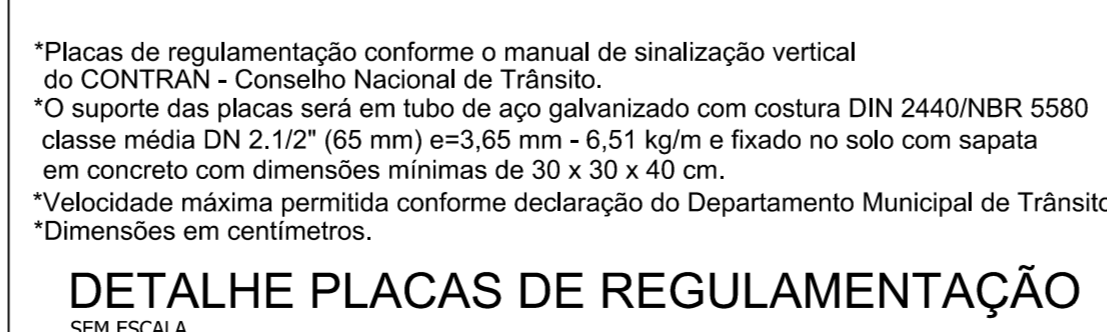 *Placas de regulamentação conforme o manual de sinalização vertical
do CONTRAN - Conselho Nacional de Trânsito.
*O suporte das placas será em tubo de aço galvanizado com costura DIN 2440/NBR 5580
classe média DN 2.1/2" (65 mm) e=3,65 mm - 6,51 kg/m e fixado no solo com sapata
em concreto com dimensões mínimas de 30 x 30 x 40 cm.
*Velocidade máxima permitida conforme declaração do Departamento Municipal de Trânsito
*Dimensões em centímetros.
DETALHE PLACAS DE REGULAMENTAÇÃO
SEM ESCALA